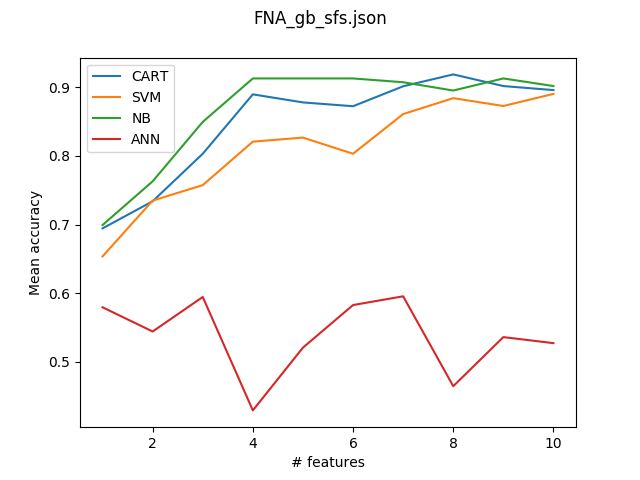 FNA_gb_sfs.json
CART
SVM
NB
ANN
0.9
0.8
0.7
0.6
0.5
Mean accuracy
2 4 6 8 10
# features